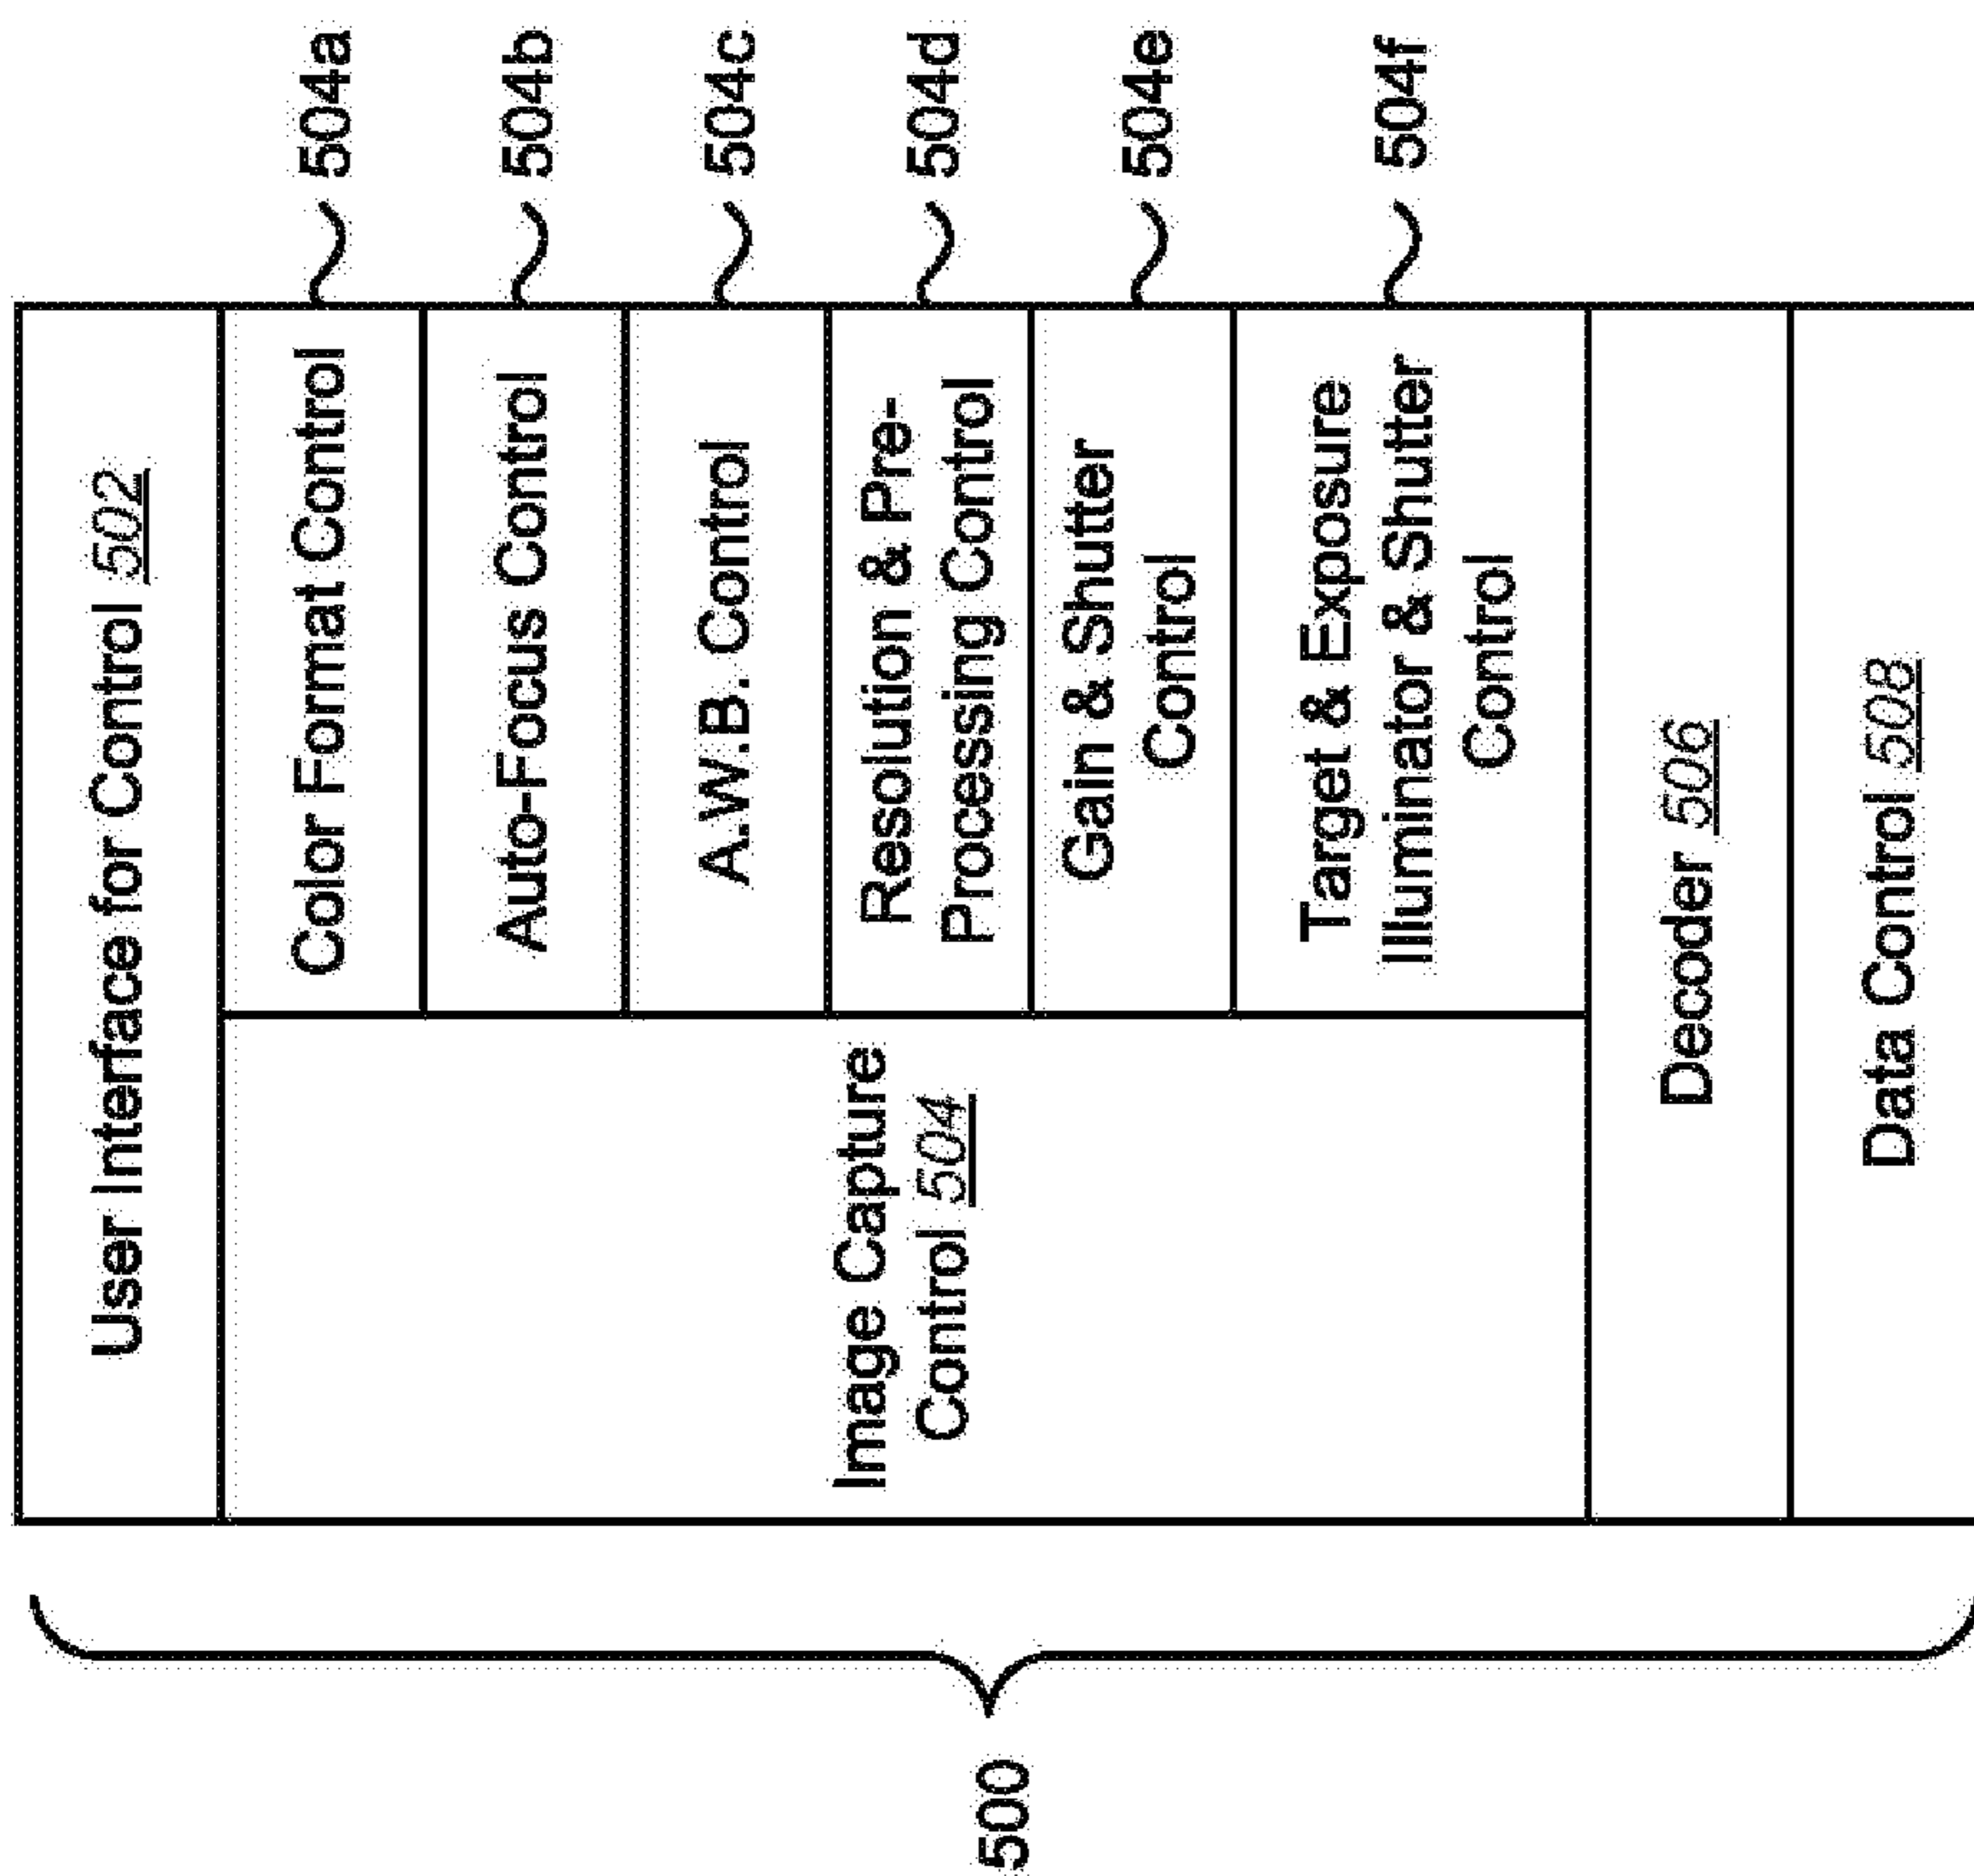 User Interface for Control 502
Color Format Control
504a
Auto-Focus Control
504b
A.W.B. Control
504c
Image Capture
Control 504
Resolution & Pre-
Processing Control
504d
Gain & Shutter
Control
504e
Target & Exposure
Illuminator & Shutter
Control
504f
Decoder 506
Data Control 508
500